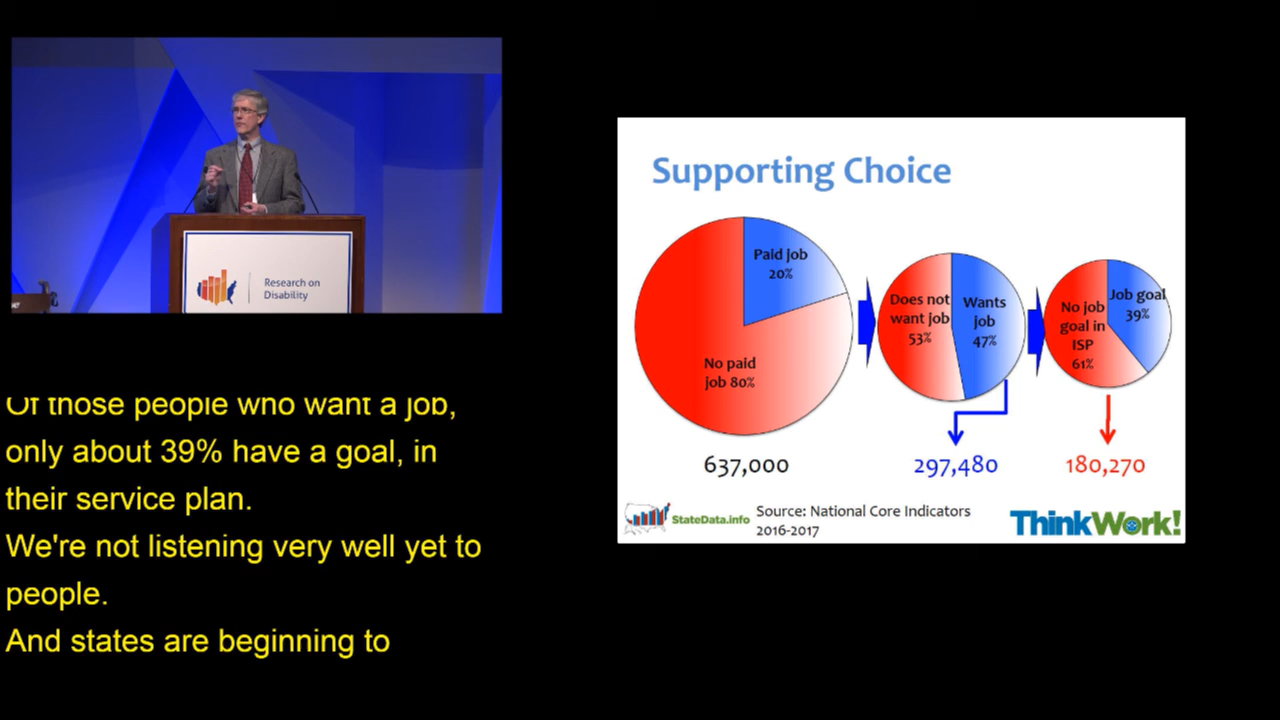 Research on
Disability
Of those people who want a job,
only about 39% have a goal, in
their service plan.
We're not listening very well yet to
people.
And states are beginning to
Supporting Choice
Paid job
20%
No paid
job 80%
Does not
want job
53%
Wants
job
47%
No job
goal in
ISP
61%
Job goal
39%
637,000
297,480
180,270
StateData.info
Source: National Core Indicators
2016-2017
ThinkWork!